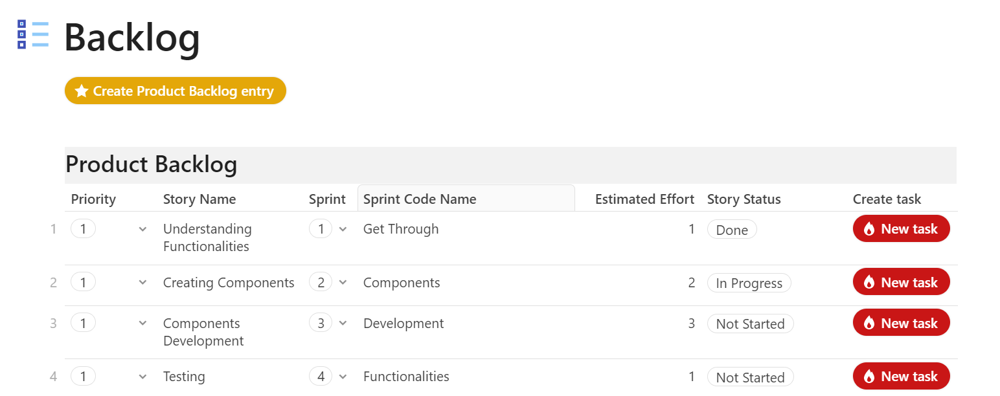 Backlog
Create Product Backlog entry
Product Backlog
Priority Story Name Sprint Sprint Code Name Estimated Effort Story Status Create task
1 1 Understanding 1 Get Through 1 Done New task
Functionalities
2 1 Creating Components 2 Components 2 In Progress New task
3 1 Components 3 Development 3 Not Started New task
Development
4 1 Testing 4 Functionalities 1 Not Started New task